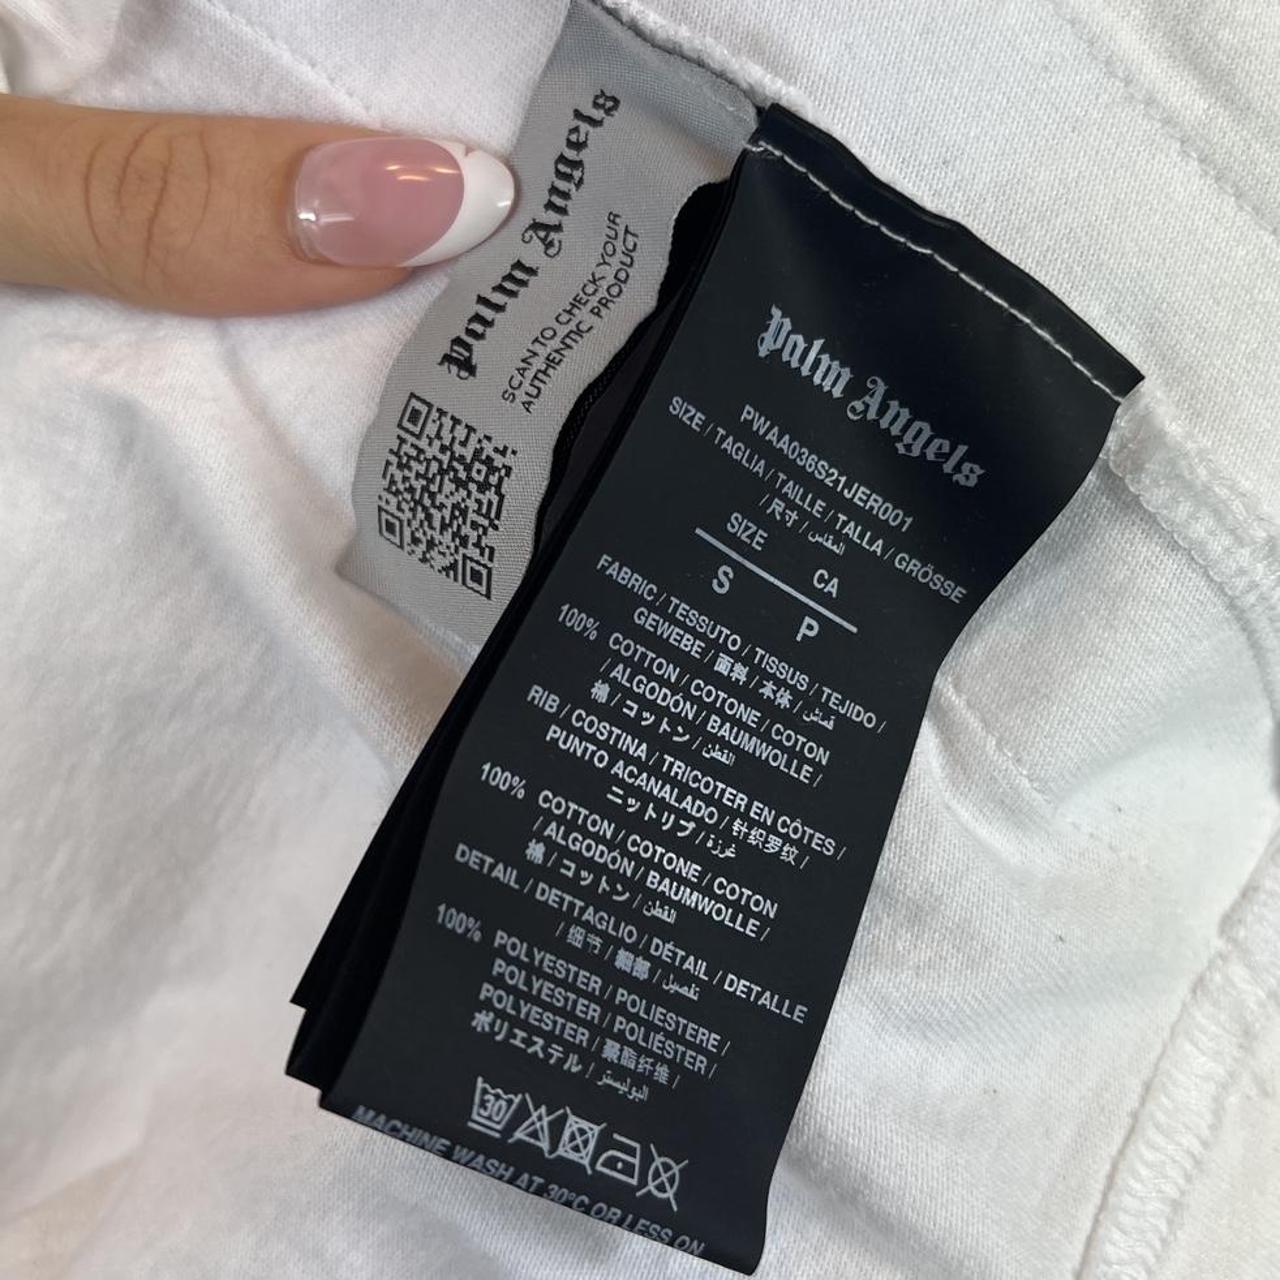 Palm Angels
SCAN TO CHECK YOUR
AUTHENTIC PRODUCT
Palm Angels
PWAA036S21JER001
SIZE / TAGLIA / TAILLE / TALLA / GRÖSSE
/ 尺寸 / المقاس
SIZE CA
S P
FABRIC / TESSUTO / TISSUS / TEJIDO /
GEWEBE / 面料 / 本体 / قماش
100% COTTON / COTONE / COTON
/ ALGODÓN / BAUMWOLLE /
棉 / コットン / القطن
RIB / COSTINA / TRICOTER EN CÔTES /
PUNTO ACANALADO / 针织罗纹 /
ニットリブ / غرزة
100% COTTON / COTONE / COTON
/ ALGODÓN / BAUMWOLLE /
棉 / コットン / القطن
DETAIL / DETTAGLIO / DÉTAIL / DETALLE
/ 细节 / 細部 / تفصيل
100% POLYESTER / POLIESTERE /
POLYESTER / POLIÉSTER /
POLYESTER / 聚酯纤维 /
ポリエステル / البوليستر
30
MACHINE WASH AT 30°C OR LESS ON